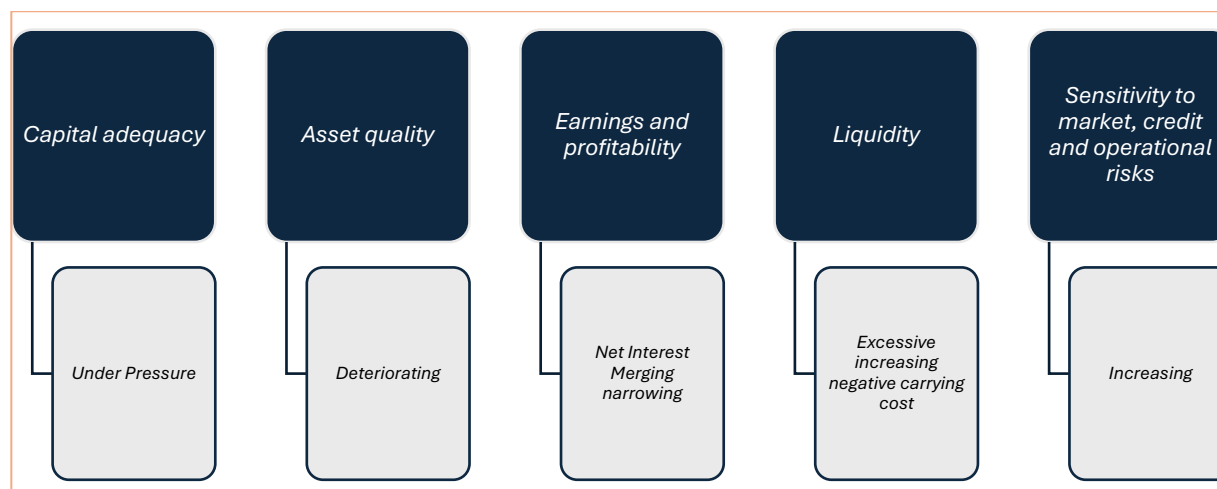 Capital adequacy
Under Pressure
Asset quality
Deteriorating
Earnings and
profitability
Net Interest
Merging
narrowing
Liquidity
Excessive
increasing
negative carrying
cost
Sensitivity to
market, credit
and operational
risks
Increasing